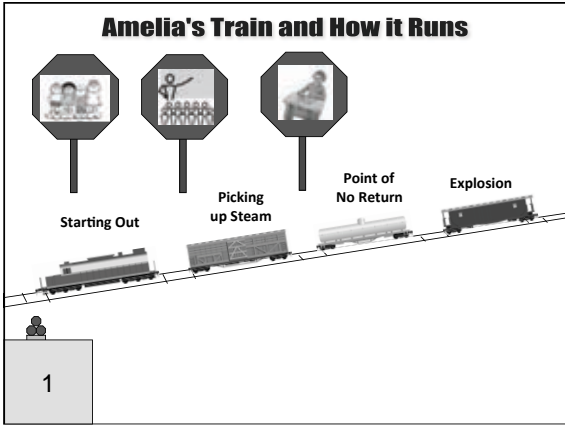 Amelia's Train and How it Runs
Starting Out
Picking
up Steam
Point of
No Return
Explosion
1